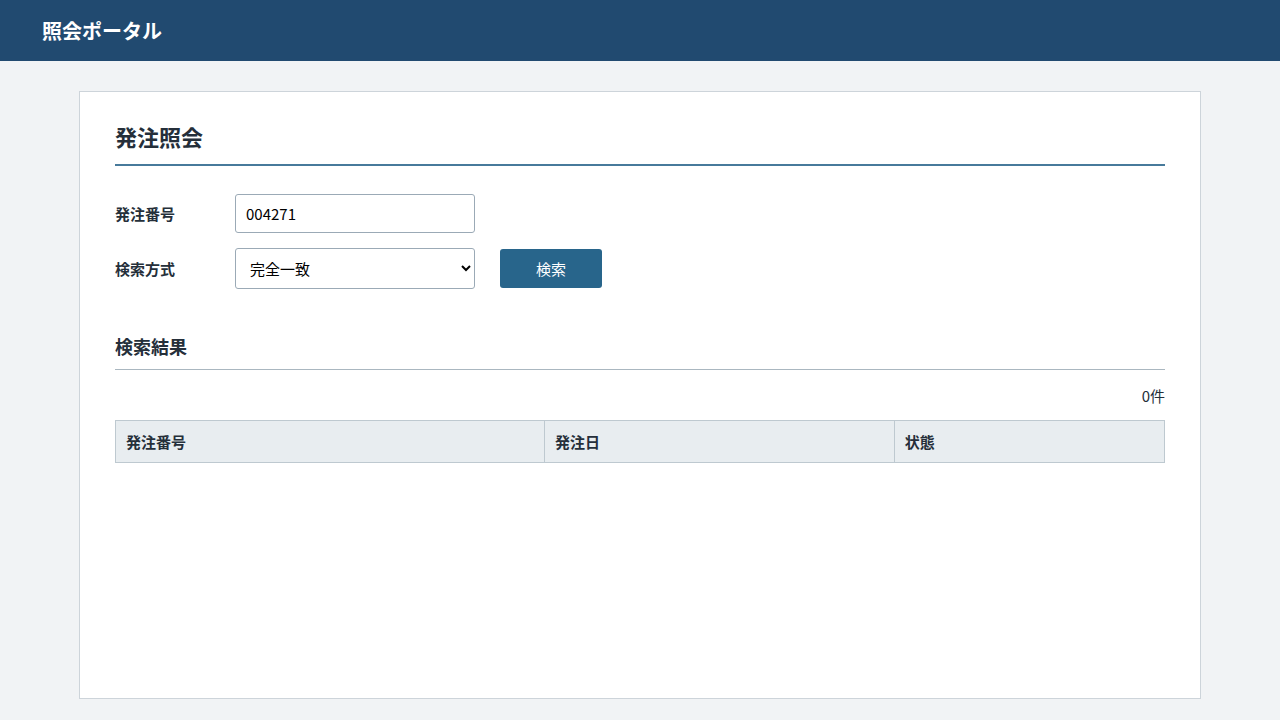 照会ポータル
発注照会
発注番号 004271
検索方式 完全一致 検索
検索結果
0件
発注番号 発注日 状態